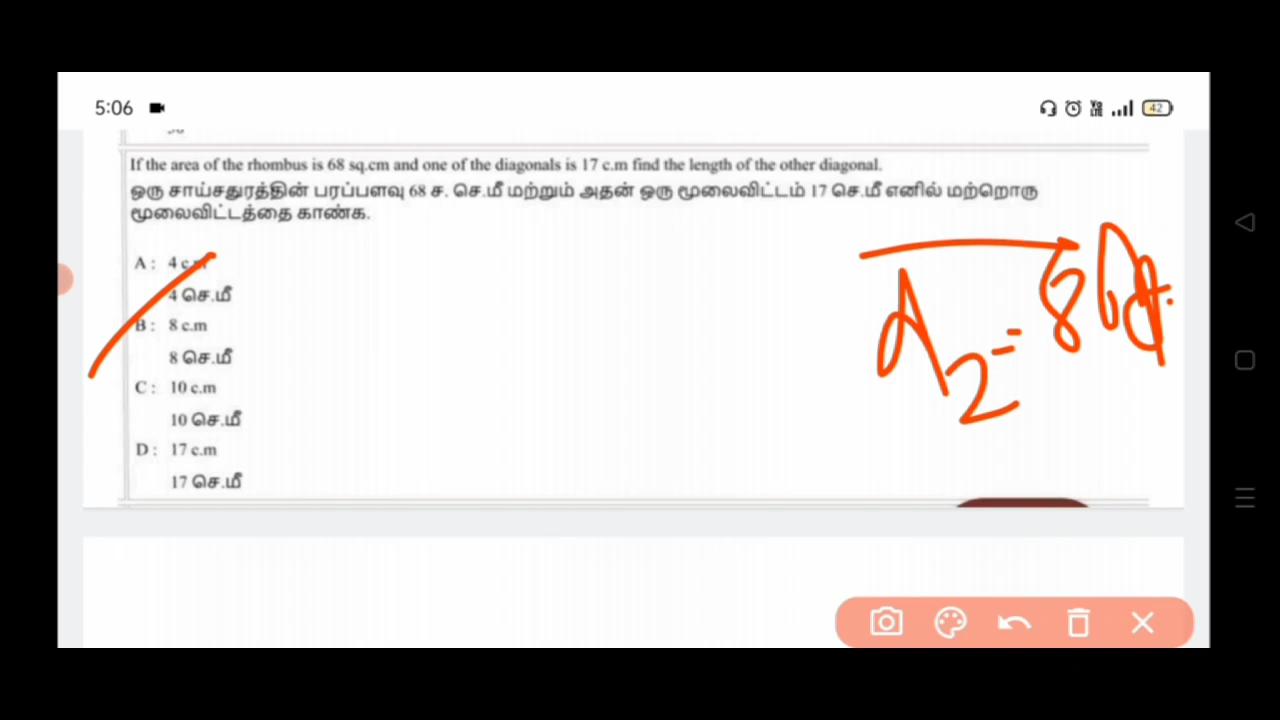 5:06
42
If the area of the rhombus is 68 sq.cm and one of the diagonals is 17 c.m find the length of the other diagonal.
ஒரு சாய்சதுரத்தின் பரப்பளவு 68 ச. செ.மீ மற்றும் அதன் ஒரு மூலைவிட்டம் 17 செ.மீ எனில் மற்றொரு
மூலைவிட்டத்தை காண்க.
A : 4 c.m
4 செ.மீ
B : 8 c.m
8 செ.மீ
C : 10 c.m
10 செ.மீ
D : 17 c.m
17 செ.மீ
d2 = 8